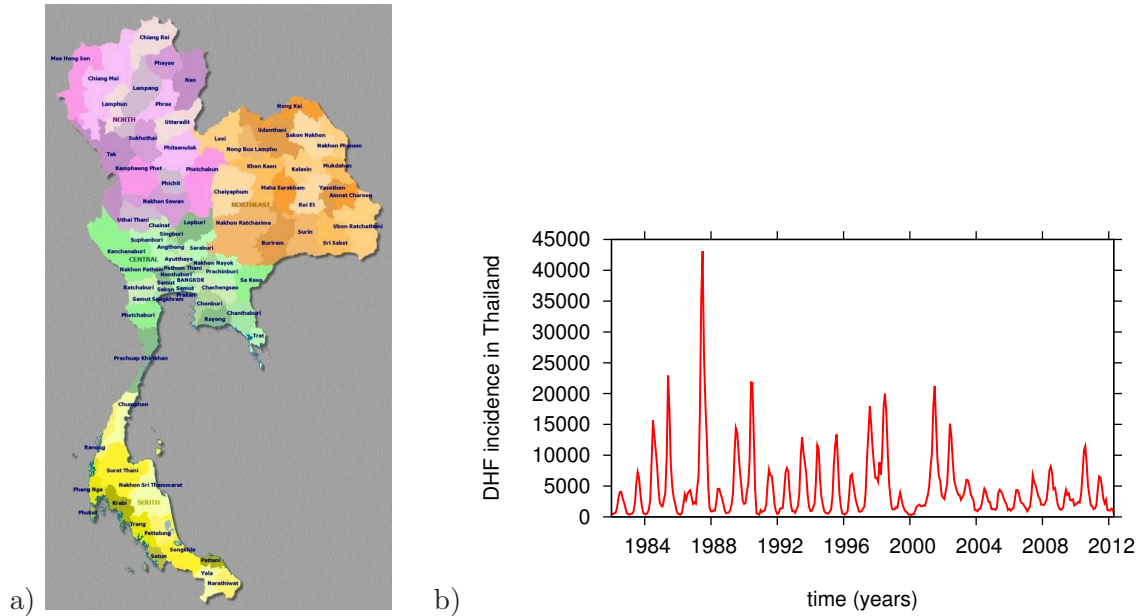 Chiang Rai
Mae Hong Son
Phayao
Chiang Mai
Nan
Lampang
Lamphun
Phrae
NORTH
Uttaredit
Sukhothai
Phitsanulok
Tak
Kamphaeng Phet
Phetchabun
Phichit
Nakhon Sawan
Nong Kai
Udonthani
Loei
Sakon Nakhon
Nong Bua Lamphu
Nakhon Phanom
Khon Kaen
Kalasin
Mukdahan
Chaiyaphum
Maha Sarakham
Yasothon
Amnat Charoen
NORTHEAST
Roi Et
Nakhon Ratchasima
Surin
Ubon Ratchathani
Buriram
Sri Saket
Uthai Thani
Chainat
Lopburi
Singburi
Suphanburi
Angthong
Saraburi
Kanchanaburi
CENTRAL
Ayutthaya
Nakhon Nayok
Nakhon Pathom
Pathum Thani
Prachinburi
Nonthaburi
Sa Kaeo
Ratchaburi
Samut
Sakon
BANGKOK
Samut
Prakan
Chachengsao
Samut Songkhram
Chonburi
Phetchaburi
Rayong
Chanthaburi
Trat
Prachuap Khirikhan
Chumphon
Ranong
Surat Thani
Phang Nga
Nakhon Sri Thammarat
Krabi
SOUTH
Phuket
Trang
Pattalung
Satun
Songkhla
Pattani
Yala
Narathiwat
a)
b)
DHF incidence in Thailand
45000
40000
35000
30000
25000
20000
15000
10000
5000
0
1984 1988 1992 1996 2000 2004 2008 2012
time (years)